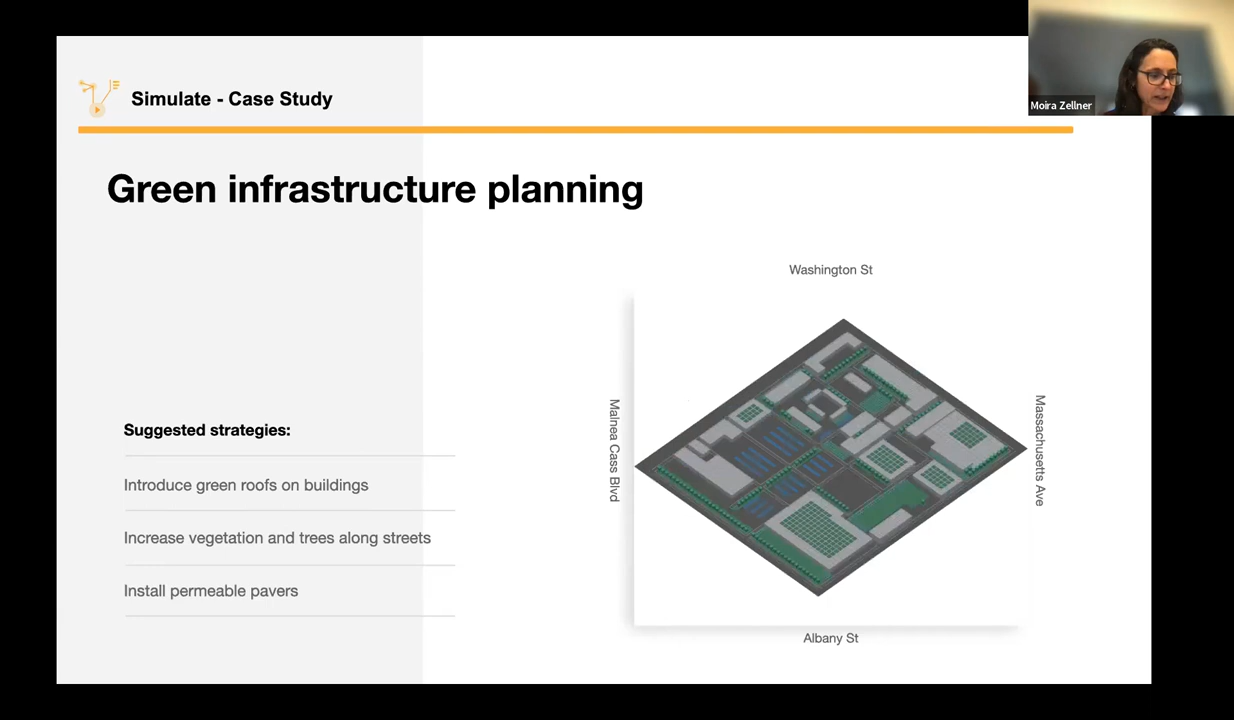 Simulate - Case Study
Moira Zellner
Green infrastructure planning
Washington St
Malnea Cass Blvd
Massachusetts Ave
Suggested strategies:
Introduce green roofs on buildings
Increase vegetation and trees along streets
Install permeable pavers
Albany St